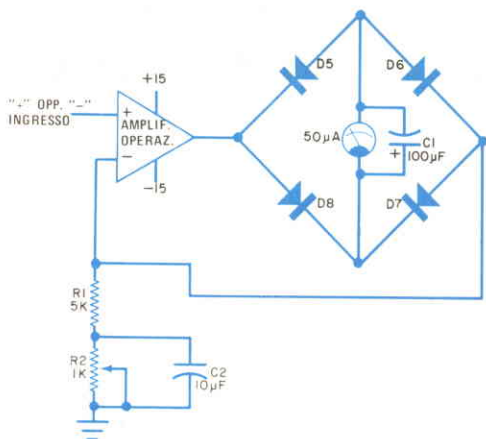 D5
D6
+15
"+" OPP. "–"
INGRESSO
+
AMPLIF.
OPERAZ.
–
–15
50µA
C1
100µF
+
D8
D7
R1
5K
R2
1K
C2
10µF